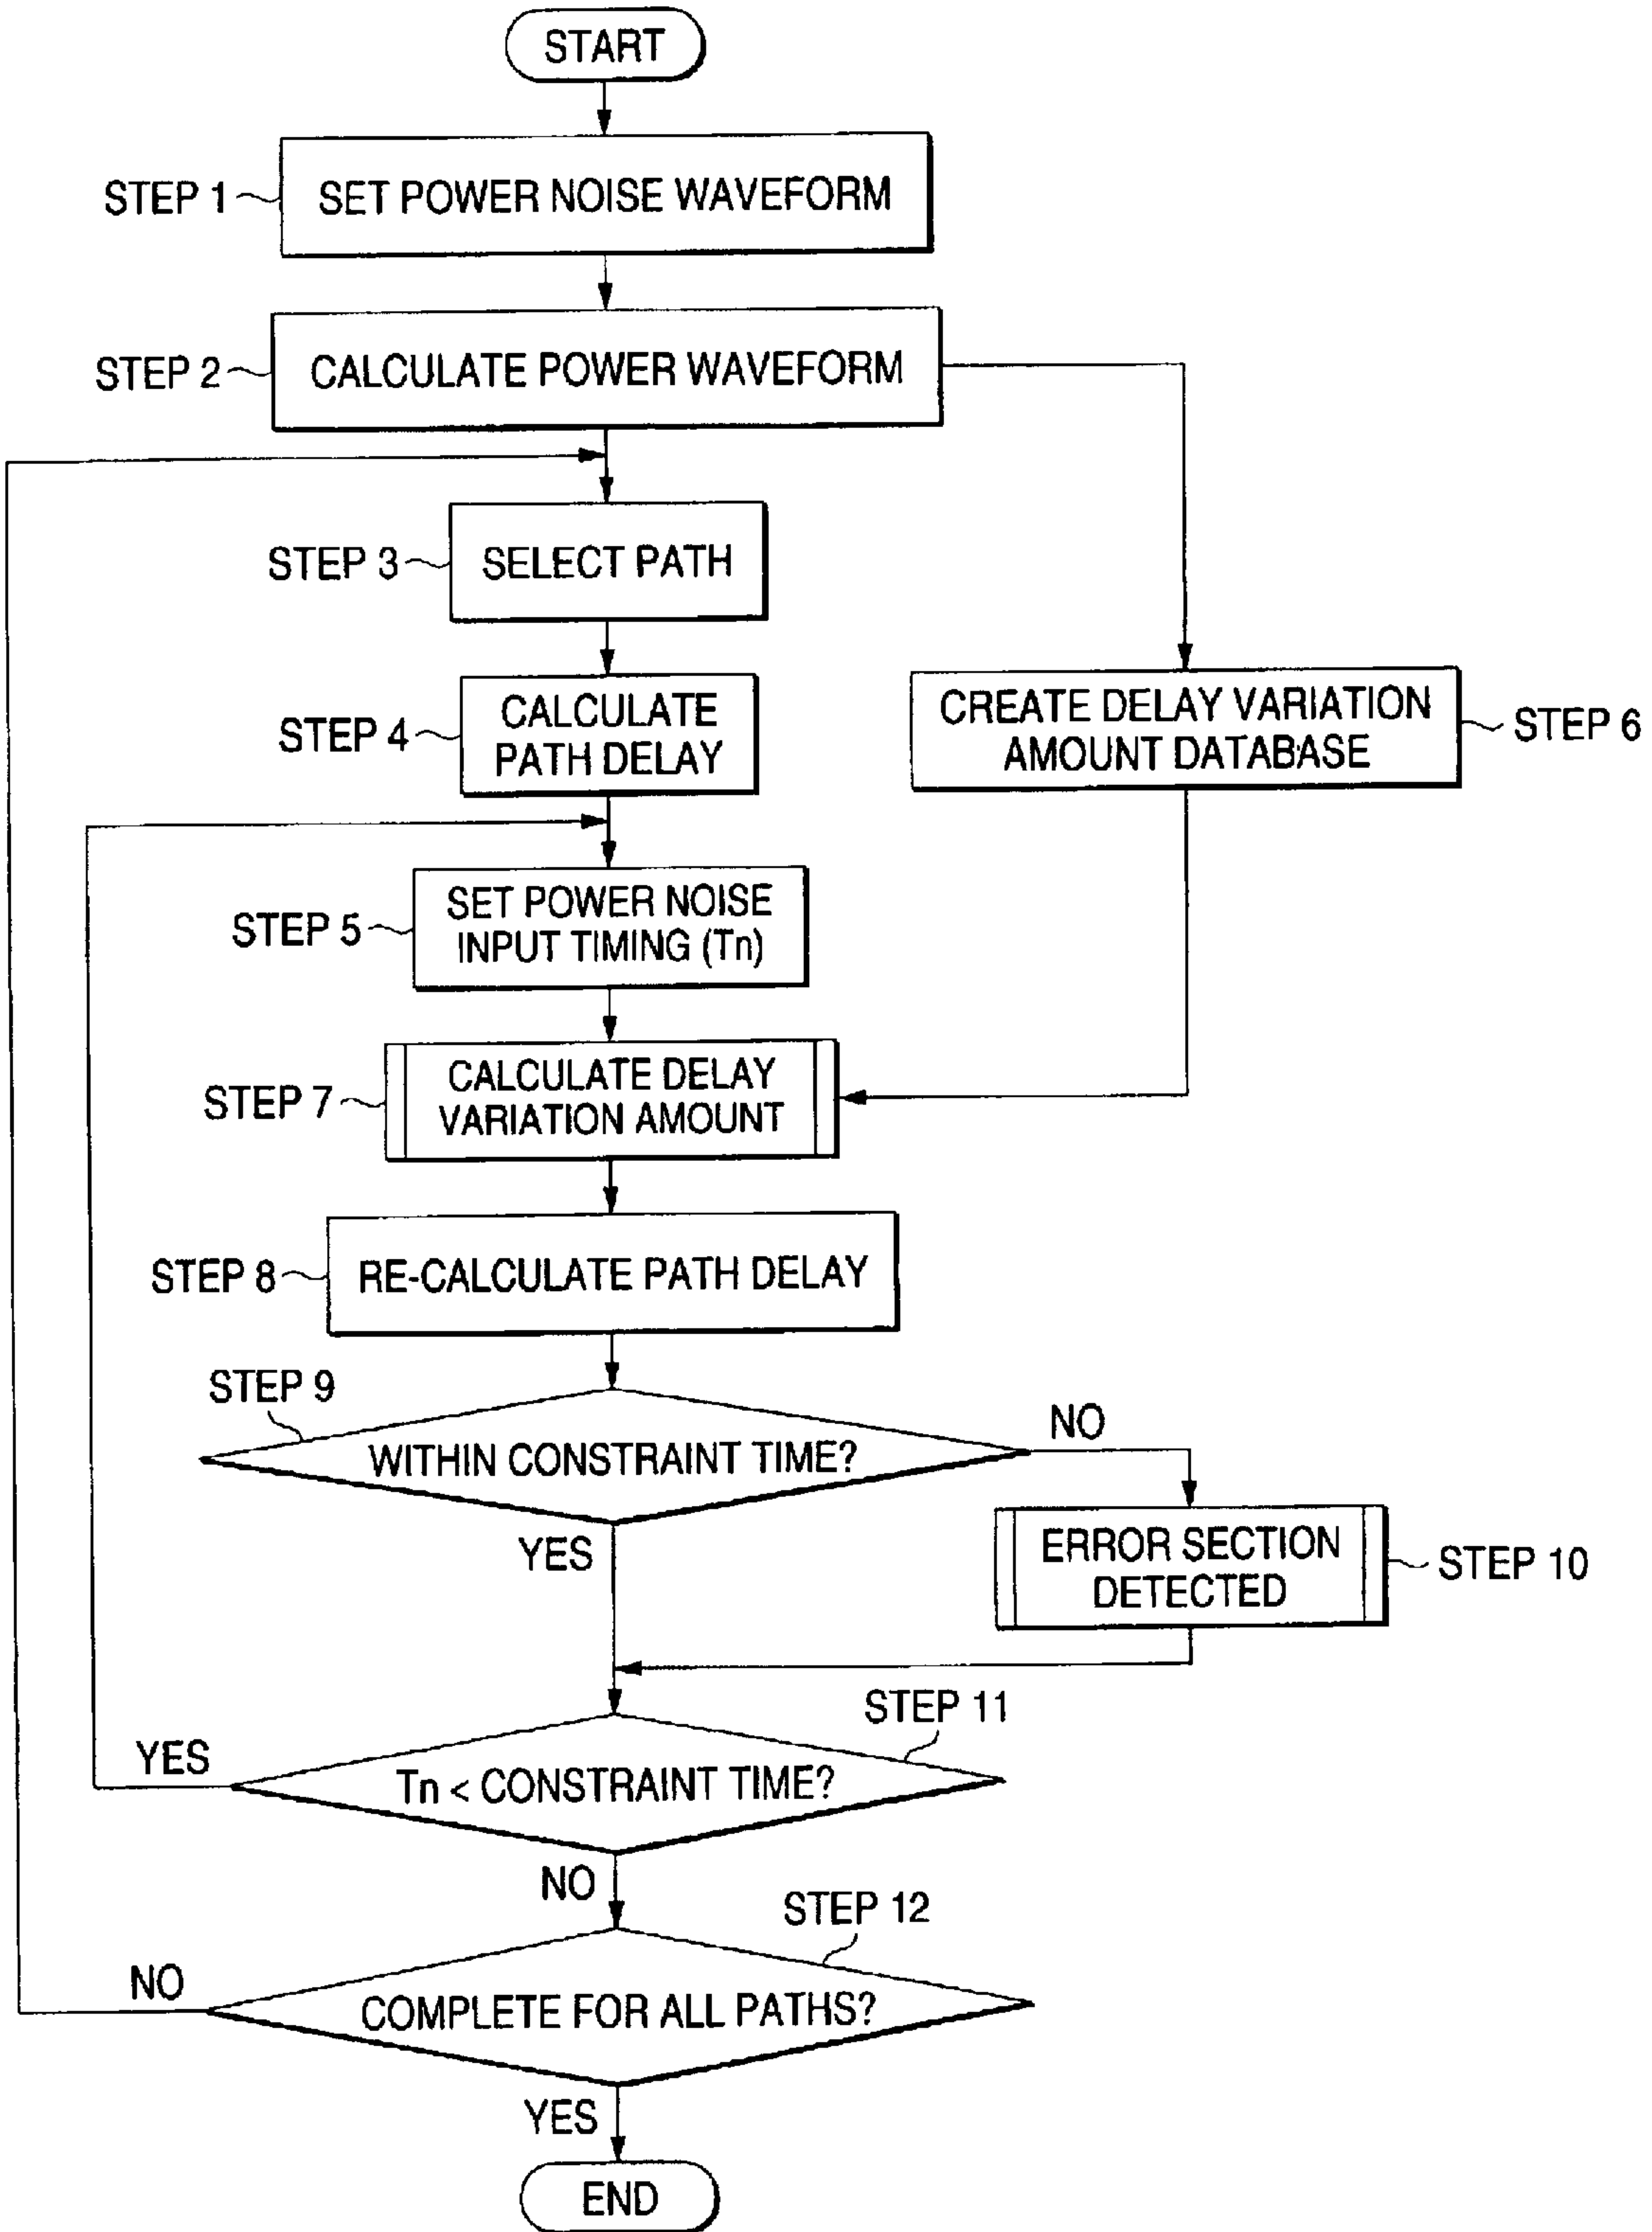 START
STEP 1
SET POWER NOISE WAVEFORM
STEP 2
CALCULATE POWER WAVEFORM
STEP 3
SELECT PATH
STEP 4
CALCULATE
PATH DELAY
CREATE DELAY VARIATION
AMOUNT DATABASE
STEP 6
STEP 5
SET POWER NOISE
INPUT TIMING (Tn)
STEP 7
CALCULATE DELAY
VARIATION AMOUNT
STEP 8
RE-CALCULATE PATH DELAY
STEP 9
WITHIN CONSTRAINT TIME?
NO
YES
ERROR SECTION
DETECTED
STEP 10
STEP 11
YES
Tn < CONSTRAINT TIME?
NO
STEP 12
NO
COMPLETE FOR ALL PATHS?
YES
END